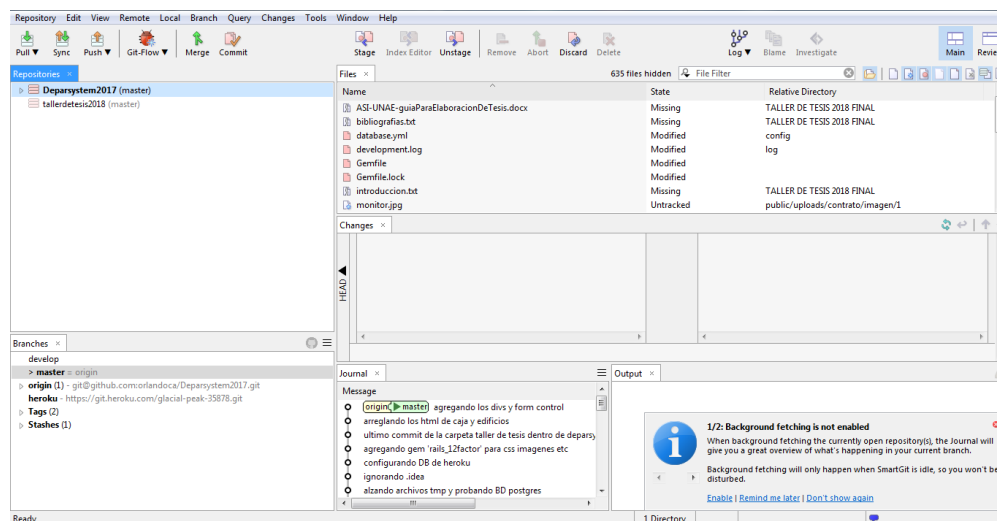 Repository Edit View Remote Local Branch Query Changes Tools Window Help
Pull ▼ Sync Push ▼ Git-Flow ▼ Merge Commit Stage Index Editor Unstage Remove Abort Discard Delete Log ▼ Blame Investigate Main
Repositories ×
Deparsystem2017 (master)
tallerdetesis2018 (master)
Files × 635 files hidden File Filter
Name State Relative Directory
ASI-UNAE-guiaParaElaboracionDeTesis.docx Missing TALLER DE TESIS 2018 FINAL
bibliografias.txt Missing TALLER DE TESIS 2018 FINAL
database.yml Modified config
development.log Modified log
Gemfile Modified
Gemfile.lock Modified
introduccion.txt Missing TALLER DE TESIS 2018 FINAL
monitor.jpg Untracked public/uploads/contrato/imagen/1
Changes ×
HEAD
Branches ×
develop
> master = origin
origin (1) - git@github.com:orlandoca/Deparsystem2017.git
heroku - https://git.heroku.com/glacial-peak-35878.git
Tags (2)
Stashes (1)
Journal ×
Message
origin master agregando los divs y form control
arreglando los html de caja y edificios
ultimo commit de la carpeta taller de tesis dentro de deparsy
agregando gem 'rails_12factor' para css imagenes etc
configurando DB de heroku
ignorando .idea
alzando archivos tmp y probando BD postgres
Output ×
1/2: Background fetching is not enabled
When background fetching the currently open repository(s), the Journal will
give you a great overview of what's happening in your current branch.
Background fetching will only happen when SmartGit is idle, so you won't be
disturbed.
Enable | Remind me later | Don't show again
Ready 1 Directory